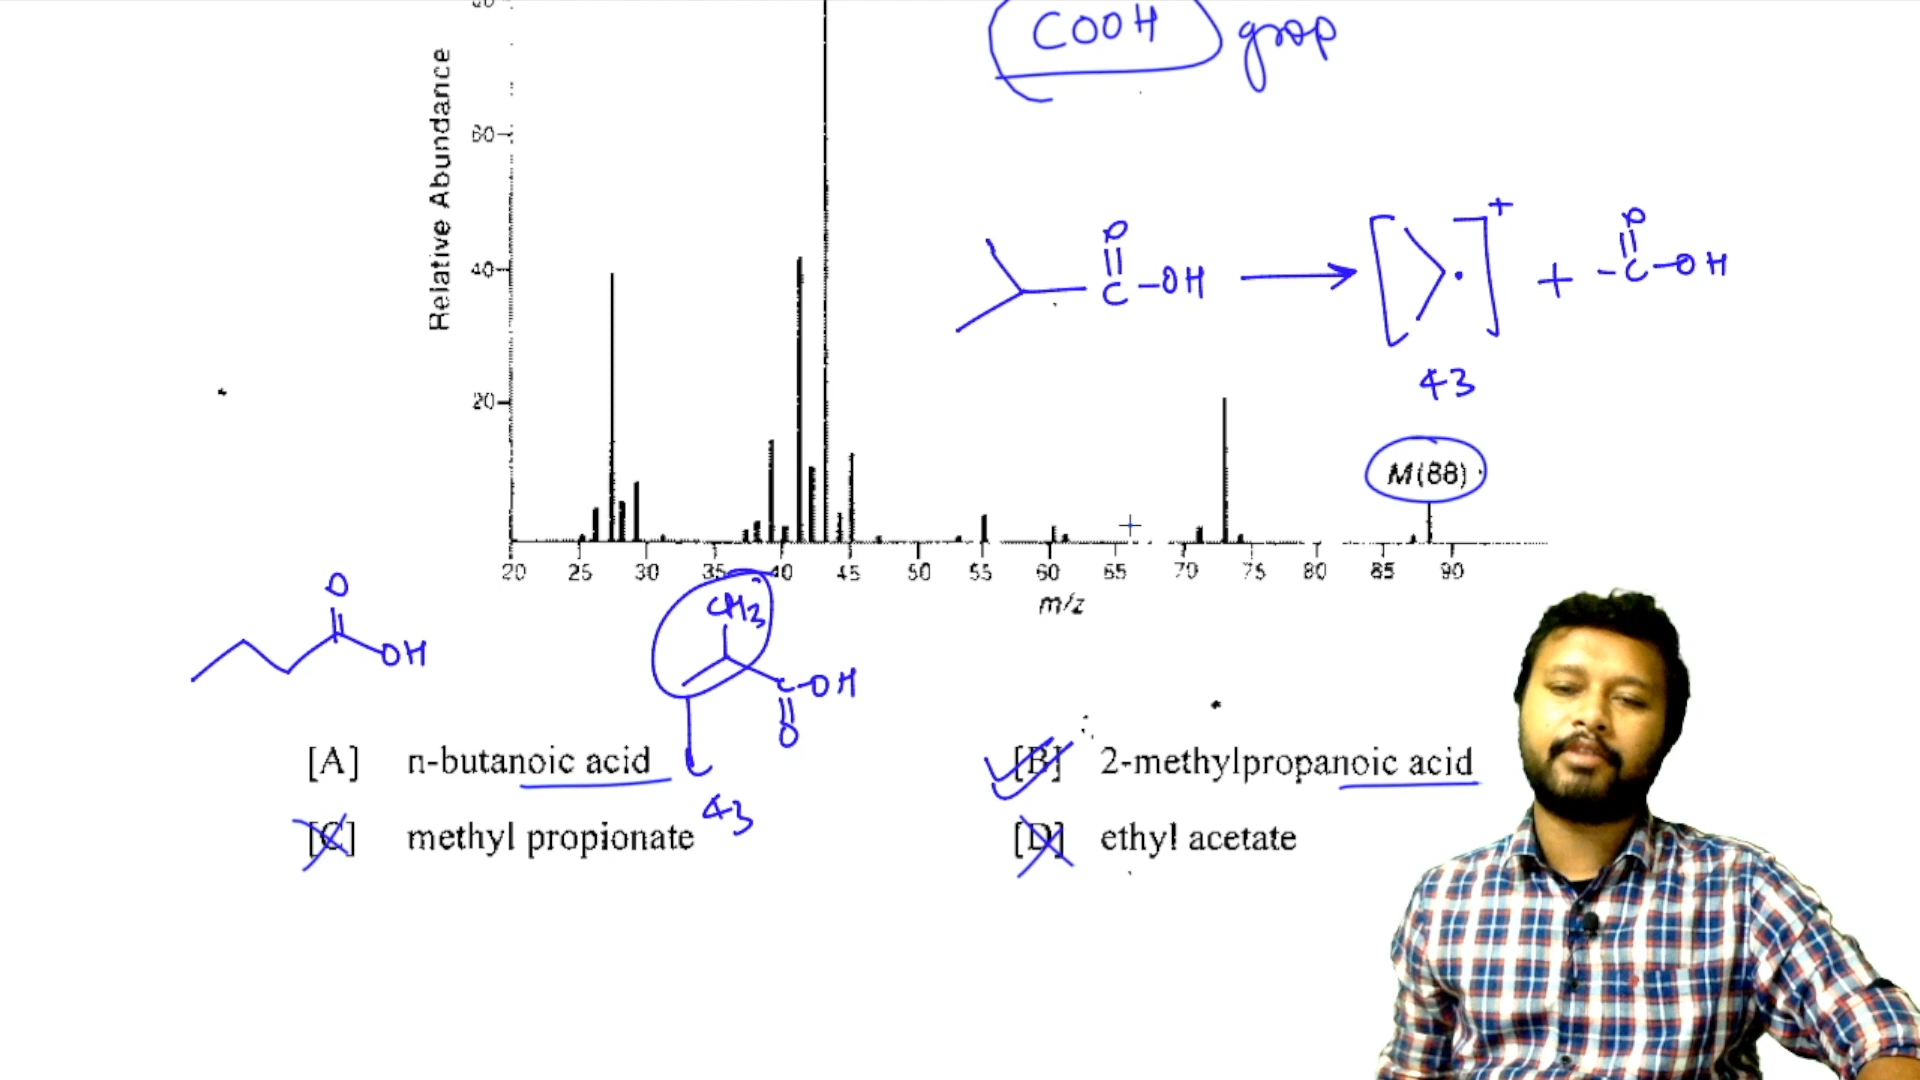 COOH group
Relative Abundance
60
40
20
O
||
C-OH
+
+
O
||
-C-OH
43
M(88)
20 25 30 35 40 45 50 55 60 65 70 75 80 85 90
m/z
O
OH
CH3
C-OH
||
O
[A] n-butanoic acid
[B] 2-methylpropanoic acid
43
[C] methyl propionate
[D] ethyl acetate